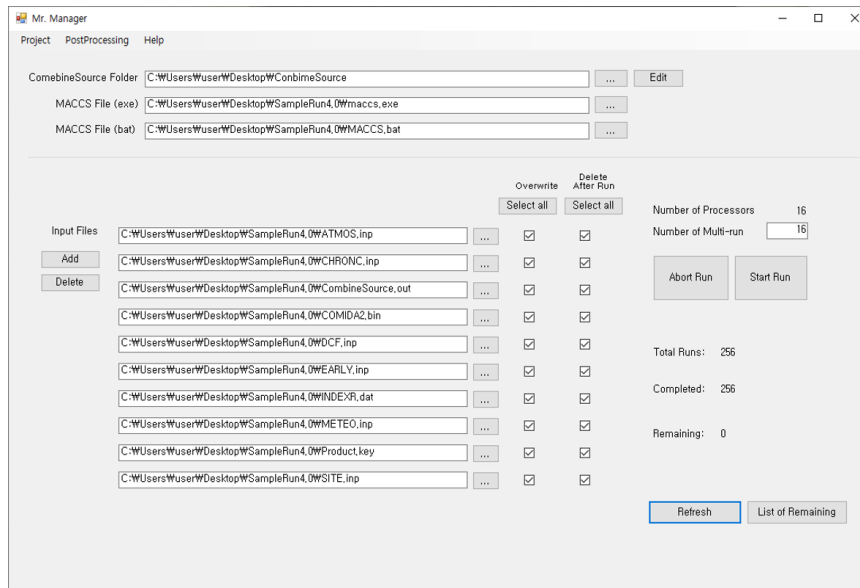 Mr. Manager
Project PostProcessing Help
ComebineSource Folder C:₩Users₩user₩Desktop₩ConbimeSource ... Edit
MACCS File (exe) C:₩Users₩user₩Desktop₩SampleRun4,0₩maccs,exe ...
MACCS File (bat) C:₩Users₩user₩Desktop₩SampleRun4,0₩MACCS,bat ...
Overwrite Delete After Run
Select all Select all
Number of Processors 16
Number of Multi-run 16
Input Files C:₩Users₩user₩Desktop₩SampleRun4,0₩ATMOS,inp ...
Add C:₩Users₩user₩Desktop₩SampleRun4,0₩CHRONC,inp ...
Delete C:₩Users₩user₩Desktop₩SampleRun4,0₩CombineSource,out ...
C:₩Users₩user₩Desktop₩SampleRun4,0₩COMIDA2,bin ...
C:₩Users₩user₩Desktop₩SampleRun4,0₩DCF,inp ...
C:₩Users₩user₩Desktop₩SampleRun4,0₩EARLY,inp ...
C:₩Users₩user₩Desktop₩SampleRun4,0₩INDEXR,dat ...
C:₩Users₩user₩Desktop₩SampleRun4,0₩METEO,inp ...
C:₩Users₩user₩Desktop₩SampleRun4,0₩Product,key ...
C:₩Users₩user₩Desktop₩SampleRun4,0₩SITE,inp ...
Abort Run Start Run
Total Runs: 256
Completed: 256
Remaining: 0
Refresh List of Remaining